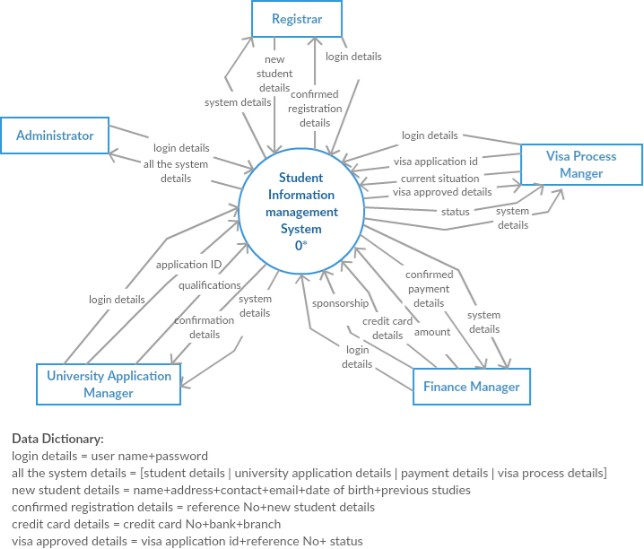 Registrar
new
student
details
login details
system details
confirmed
registration
details
Administrator
login details
all the system
details
login details
visa application id
current situation
visa approved details
status
system
details
Visa Process
Manger
Student
Information
management
System
0*
application ID
qualifications
login details
confirmation
details
system
details
sponsorship
credit card
details
login
details
confirmed
payment
details
amount
system
details
University Application
Manager
Finance Manager
Data Dictionary:
login details = user name+password
all the system details = [student details | university application details | payment details | visa process details]
new student details = name+address+contact+email+date of birth+previous studies
confirmed registration details = reference No+new student details
credit card details = credit card No+bank+branch
visa approved details = visa application id+reference No+ status